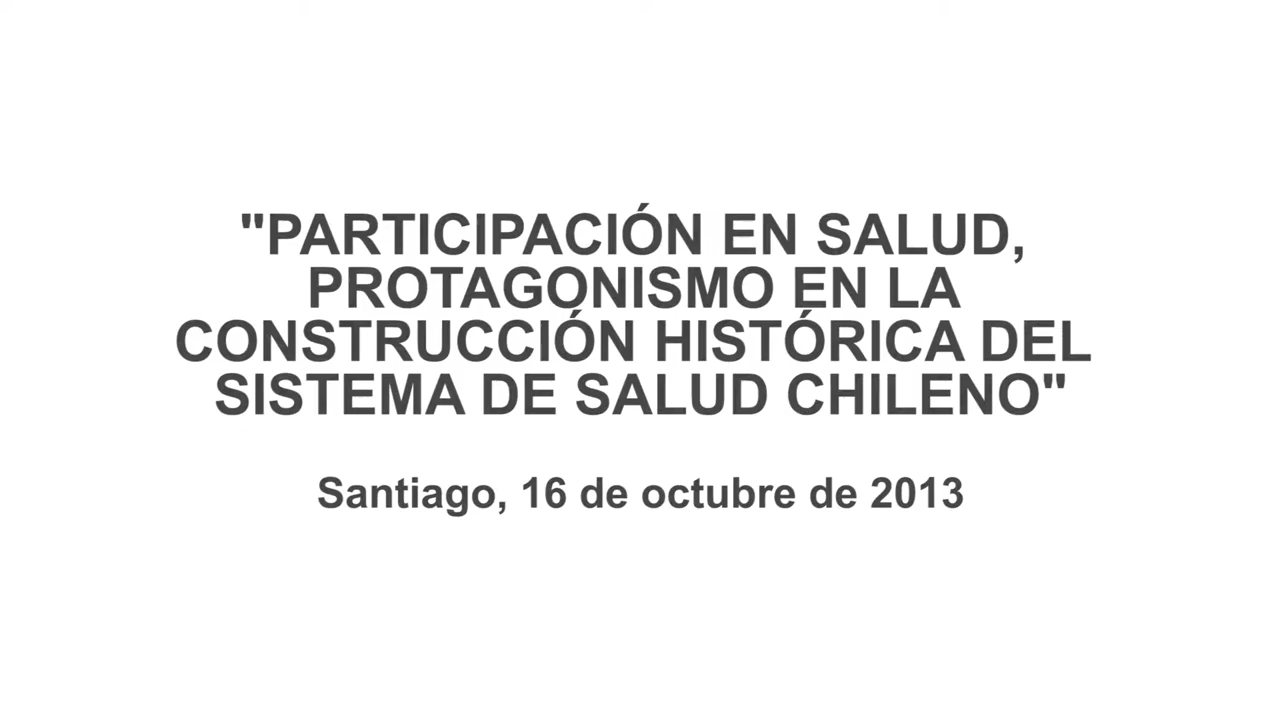 "PARTICIPACIÓN EN SALUD,
PROTAGONISMO EN LA
CONSTRUCCIÓN HISTÓRICA DEL
SISTEMA DE SALUD CHILENO"
Santiago, 16 de octubre de 2013